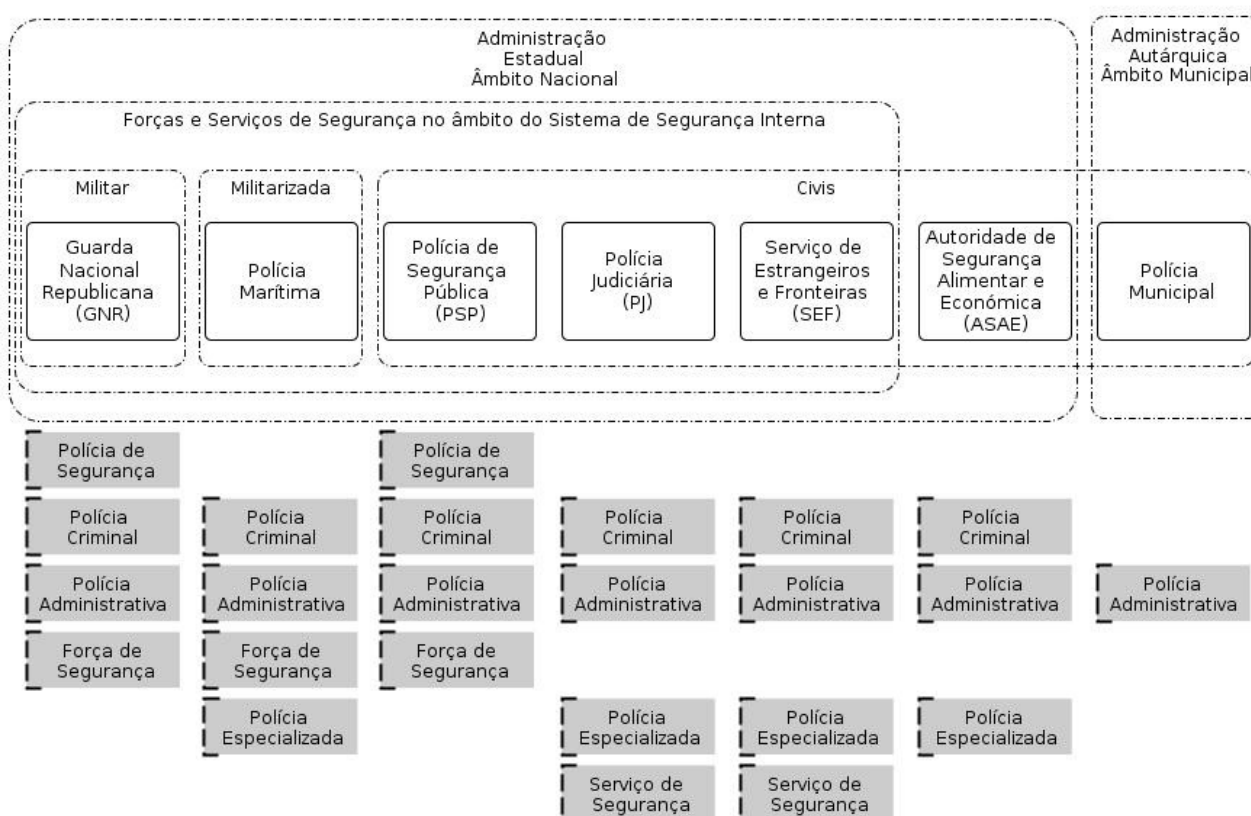 Administração
Estadual
Âmbito Nacional
Administração
Autárquica
Âmbito Municipal
Forças e Serviços de Segurança no âmbito do Sistema de Segurança Interna
Militar
Militarizada
Civis
Guarda
Nacional
Republicana
(GNR)
Polícia
Marítima
Polícia de
Segurança
Pública
(PSP)
Polícia
Judiciária
(PJ)
Serviço de
Estrangeiros
e Fronteiras
(SEF)
Autoridade de
Segurança
Alimentar e
Económica
(ASAE)
Polícia
Municipal
Polícia de
Segurança
Polícia de
Segurança
Polícia
Criminal
Polícia
Criminal
Polícia
Criminal
Polícia
Criminal
Polícia
Criminal
Polícia
Criminal
Polícia
Administrativa
Polícia
Administrativa
Polícia
Administrativa
Polícia
Administrativa
Polícia
Administrativa
Polícia
Administrativa
Polícia
Administrativa
Força de
Segurança
Força de
Segurança
Força de
Segurança
Polícia
Especializada
Polícia
Especializada
Polícia
Especializada
Polícia
Especializada
Serviço de
Segurança
Serviço de
Segurança